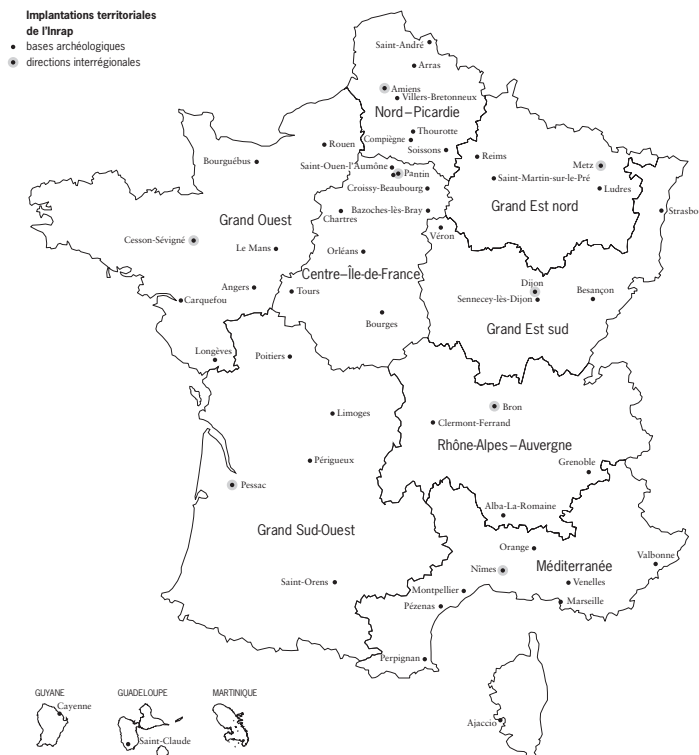 Implantations territoriales
de l'Inrap
bases archéologiques
directions interrégionales
Saint-André
Arras
Amiens
Villers-Bretonneux
Nord–Picardie
Thourotte
Compiègne
Soissons
Rouen
Bourguébus
Saint-Ouen-l'Aumône
Pantin
Croissy-Beaubourg
Reims
Metz
Saint-Martin-sur-le-Pré
Ludres
Grand Est nord
Strasbo
Grand Ouest
Chartres
Bazoches-lès-Bray
Véron
Cesson-Sévigné
Le Mans
Orléans
Centre–Île-de-France
Angers
Tours
Carquefou
Bourges
Dijon
Sennecey-lès-Dijon
Besançon
Grand Est sud
Longèves
Poitiers
Limoges
Bron
Clermont-Ferrand
Rhône-Alpes–Auvergne
Périgueux
Grenoble
Pessac
Alba-La-Romaine
Grand Sud-Ouest
Orange
Valbonne
Nîmes
Méditerranée
Saint-Orens
Venelles
Montpellier
Pézenas
Marseille
Perpignan
GUYANE
GUADELOUPE
MARTINIQUE
Cayenne
Saint-Claude
Ajaccio